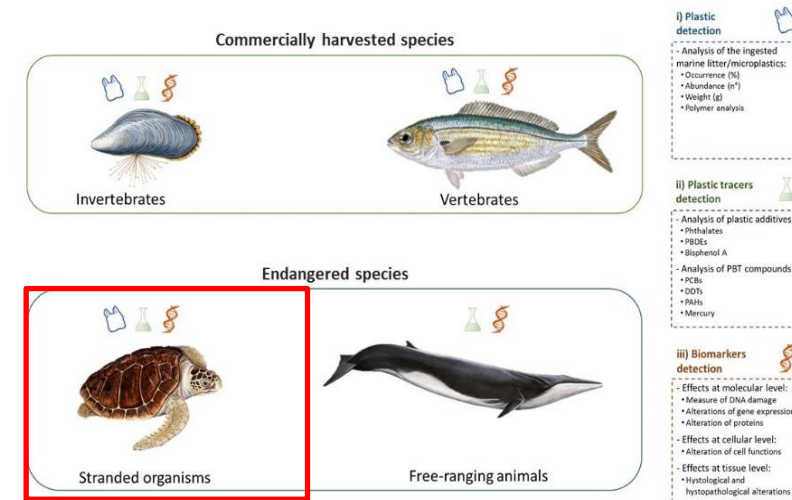 Commercially harvested species
Invertebrates
Vertebrates
Endangered species
Stranded organisms
Free-ranging animals
i) Plastic
detection
- Analysis of the ingested
marine litter/microplastics:
• Occurrence (%)
• Abundance (n°)
• Weight (g)
• Polymer analysis
ii) Plastic tracers
detection
- Analysis of plastic additives
• Phthalates
• PBDEs
• Bisphenol A
- Analysis of PBT compounds
• PCBs
• DDTs
• PAHs
• Mercury
iii) Biomarkers
detection
- Effects at molecular level:
• Measure of DNA damage
• Alterations of gene expression
• Alteration of proteins
- Effects at cellular level:
• Alteration of cell functions
- Effects at tissue level:
• Hystological and
hystopathological alterations